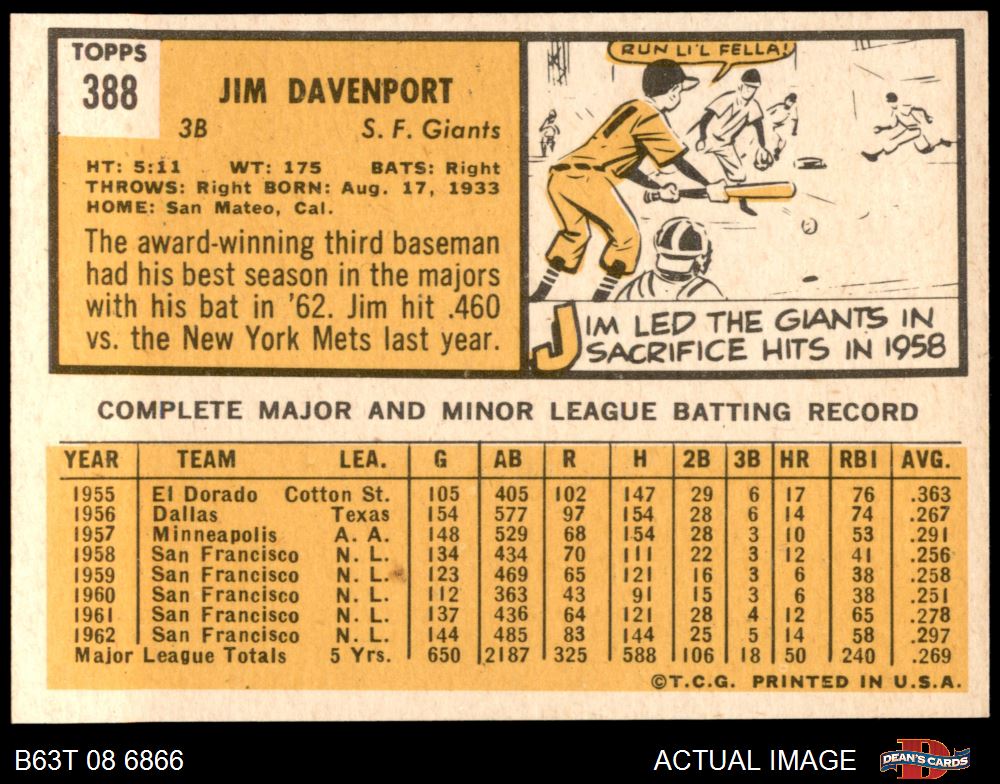 TOPPS
388
JIM DAVENPORT
3B S. F. Giants
HT: 5:11 WT: 175 BATS: Right
THROWS: Right BORN: Aug. 17, 1933
HOME: San Mateo, Cal.
The award-winning third baseman
had his best season in the majors
with his bat in '62. Jim hit .460
vs. the New York Mets last year.
RUN LI'L FELLA!
JIM LED THE GIANTS IN
SACRIFICE HITS IN 1958
COMPLETE MAJOR AND MINOR LEAGUE BATTING RECORD
YEAR TEAM LEA. G AB R H 2B 3B HR RBI AVG.
1955 El Dorado Cotton St. 105 405 102 147 29 6 17 76 .363
1956 Dallas Texas 154 577 97 154 28 6 14 74 .267
1957 Minneapolis A. A. 148 529 68 154 28 3 10 53 .291
1958 San Francisco N. L. 134 434 70 111 22 3 12 41 .256
1959 San Francisco N. L. 123 469 65 121 16 3 6 38 .258
1960 San Francisco N. L. 112 363 43 91 15 3 6 38 .251
1961 San Francisco N. L. 137 436 64 121 28 4 12 65 .278
1962 San Francisco N. L. 144 485 83 144 25 5 14 58 .297
Major League Totals 5 Yrs. 650 2187 325 588 106 18 50 240 .269
©T.C.G. PRINTED IN U.S.A.
B63T 08 6866 ACTUAL IMAGE DEAN'S CARDS